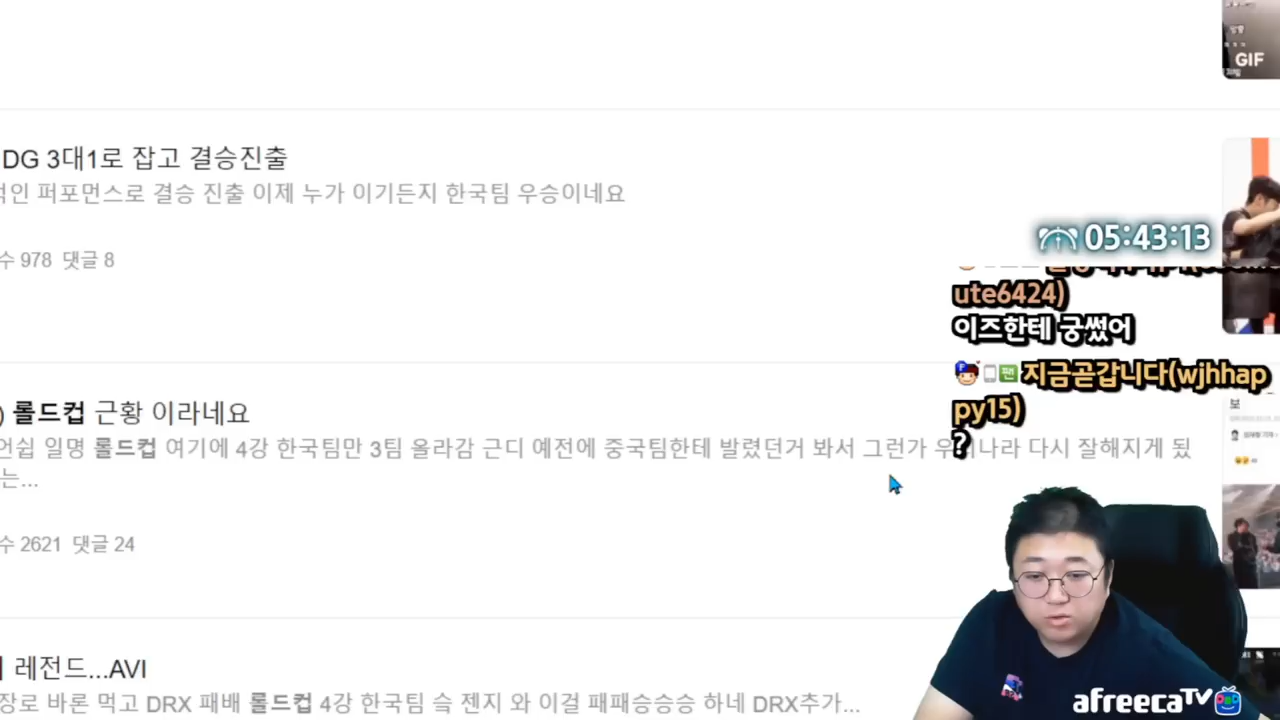 GIF
DG 3대1로 잡고 결승진출
적인 퍼포먼스로 결승 진출 이제 누가 이기든지 한국팀 우승이네요
05:43:13
수 978 댓글 8
ute6424)
이즈한테 궁썼어
팬 지금곧갑니다(wjhhap
py15)
?
) 롤드컵 근황 이라네요
언쉽 일명 롤드컵 여기에 4강 한국팀만 3팀 올라감 근디 예전에 중국팀한테 발렸던거 봐서 그런가 우리나라 다시 잘해지게 됬
는...
수 2621 댓글 24
레전드...AVI
장로 바론 먹고 DRX 패배 롤드컵 4강 한국팀 슼 젠지 와 이걸 패패승승승 하네 DRX추가...
afreecaTV